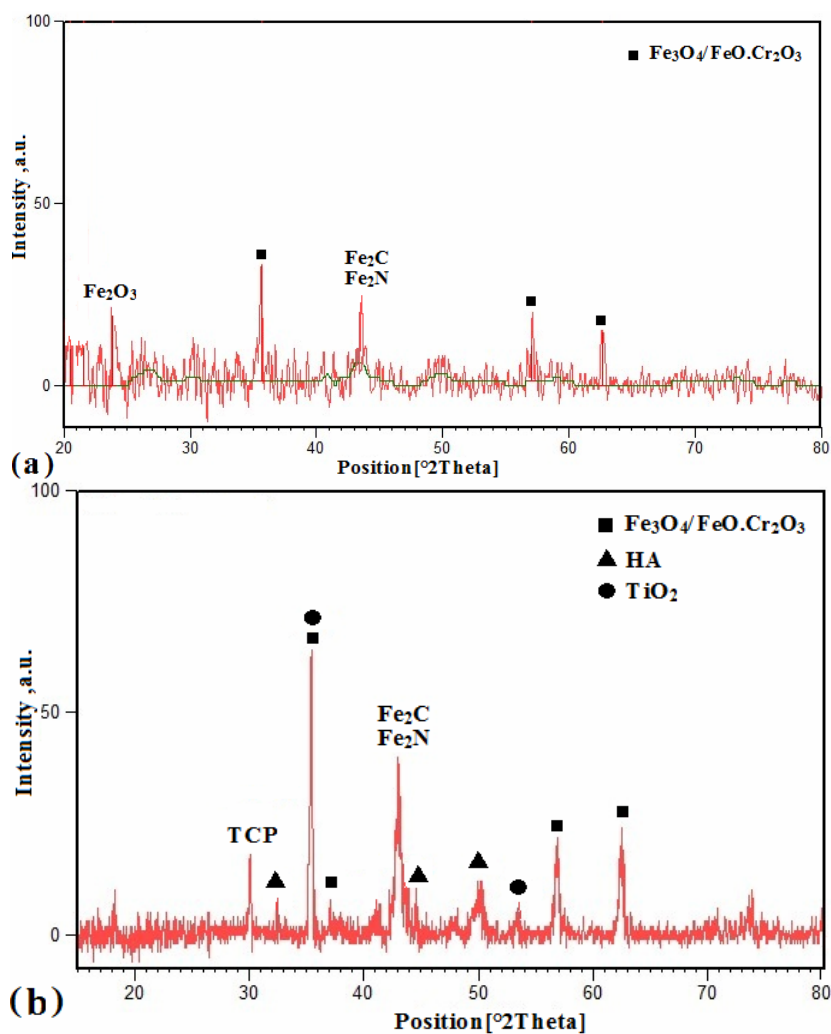 100
■ Fe₃O₄/FeO.Cr₂O₃
Intensity ,a.u.
50
Fe₂C
Fe₂N
Fe₂O₃
0
20 30 40 50 60 70 80
(a)
Position[°2Theta]
100
■ Fe₃O₄/FeO.Cr₂O₃
▲ HA
● TiO₂
Intensity ,a.u.
50
Fe₂C
Fe₂N
TCP
0
20 30 40 50 60 70 80
(b)
Position[°2Theta]